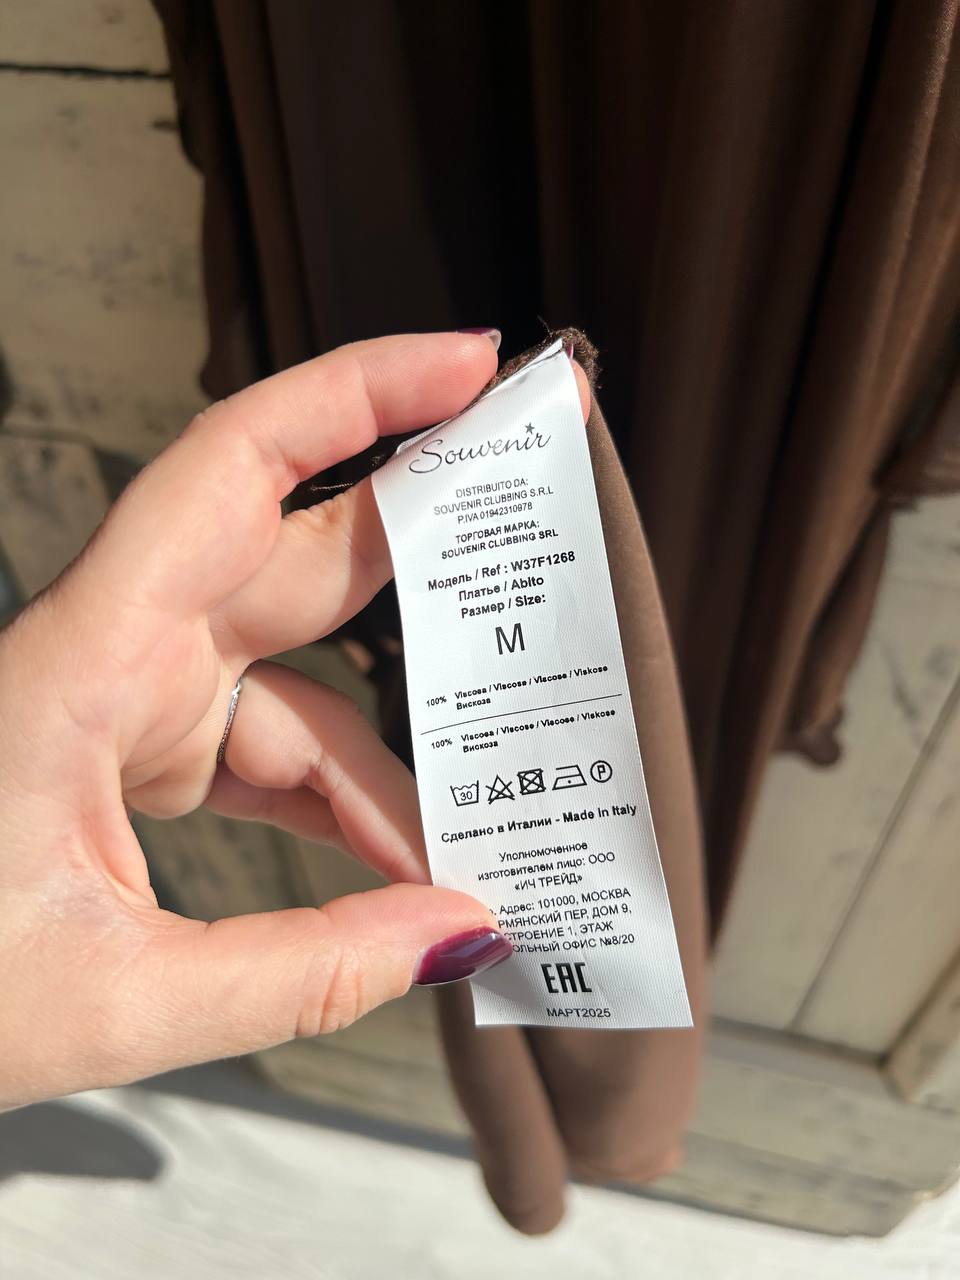 Souvenir
DISTRIBUITO DA:
SOUVENIR CLUBBING S.R.L
P.IVA 01942310978
ТОРГОВАЯ МАРКА:
SOUVENIR CLUBBING SRL
Модель / Ref : W37F1268
Платье / Abito
Размер / Size:
M
100% Viscosa / Viscose / Viscose / Viskose
Вискоза
100% Viscosa / Viscose / Viscose / Viskose
Вискоза
30 P
Сделано в Италии - Made in Italy
Уполномоченное
изготовителем лицо: ООО
«ИЧ ТРЕЙД»
Адрес: 101000, МОСКВА
ПЕР, ДОМ 9,
1, ЭТАЖ
ОФИС №8/20
EAC
МАРТ2025